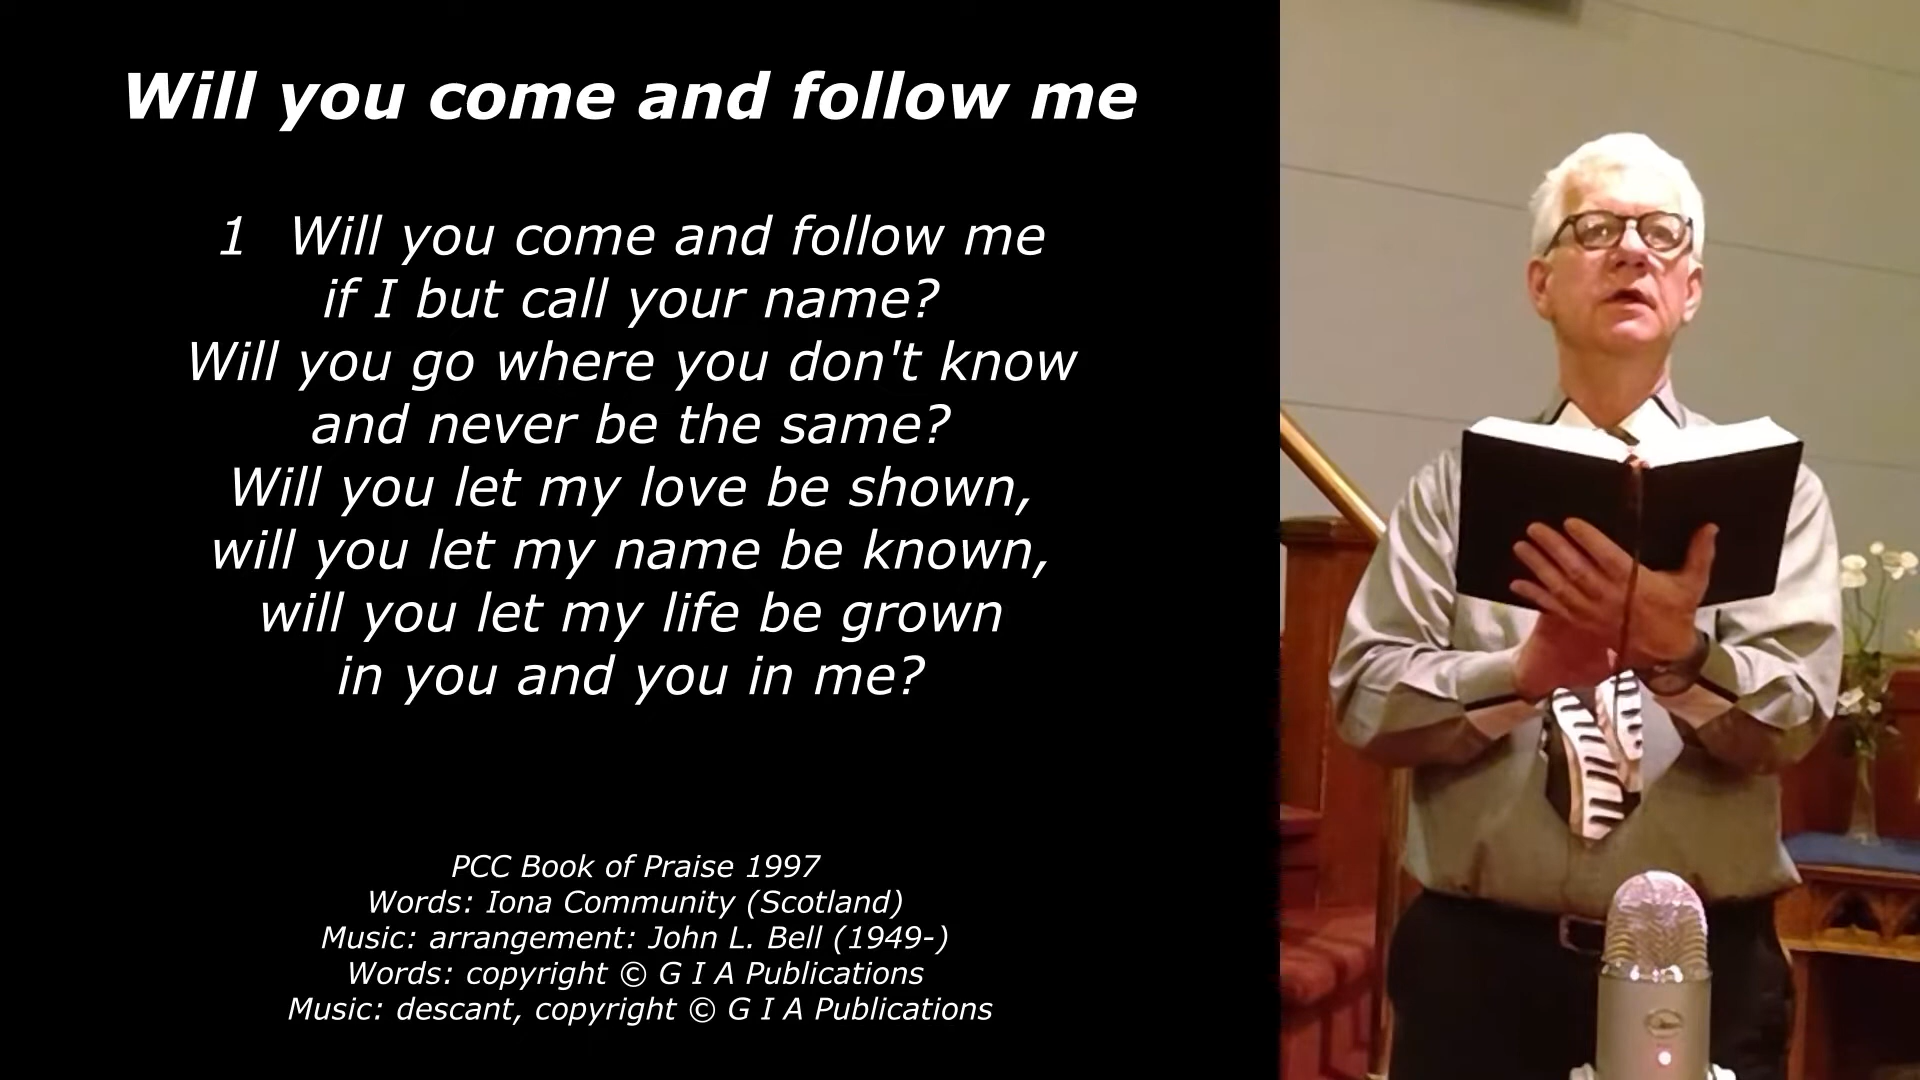 Will you come and follow me
1 Will you come and follow me
if I but call your name?
Will you go where you don't know
and never be the same?
Will you let my love be shown,
will you let my name be known,
will you let my life be grown
in you and you in me?
PCC Book of Praise 1997
Words: Iona Community (Scotland)
Music: arrangement: John L. Bell (1949-)
Words: copyright © G I A Publications
Music: descant, copyright © G I A Publications